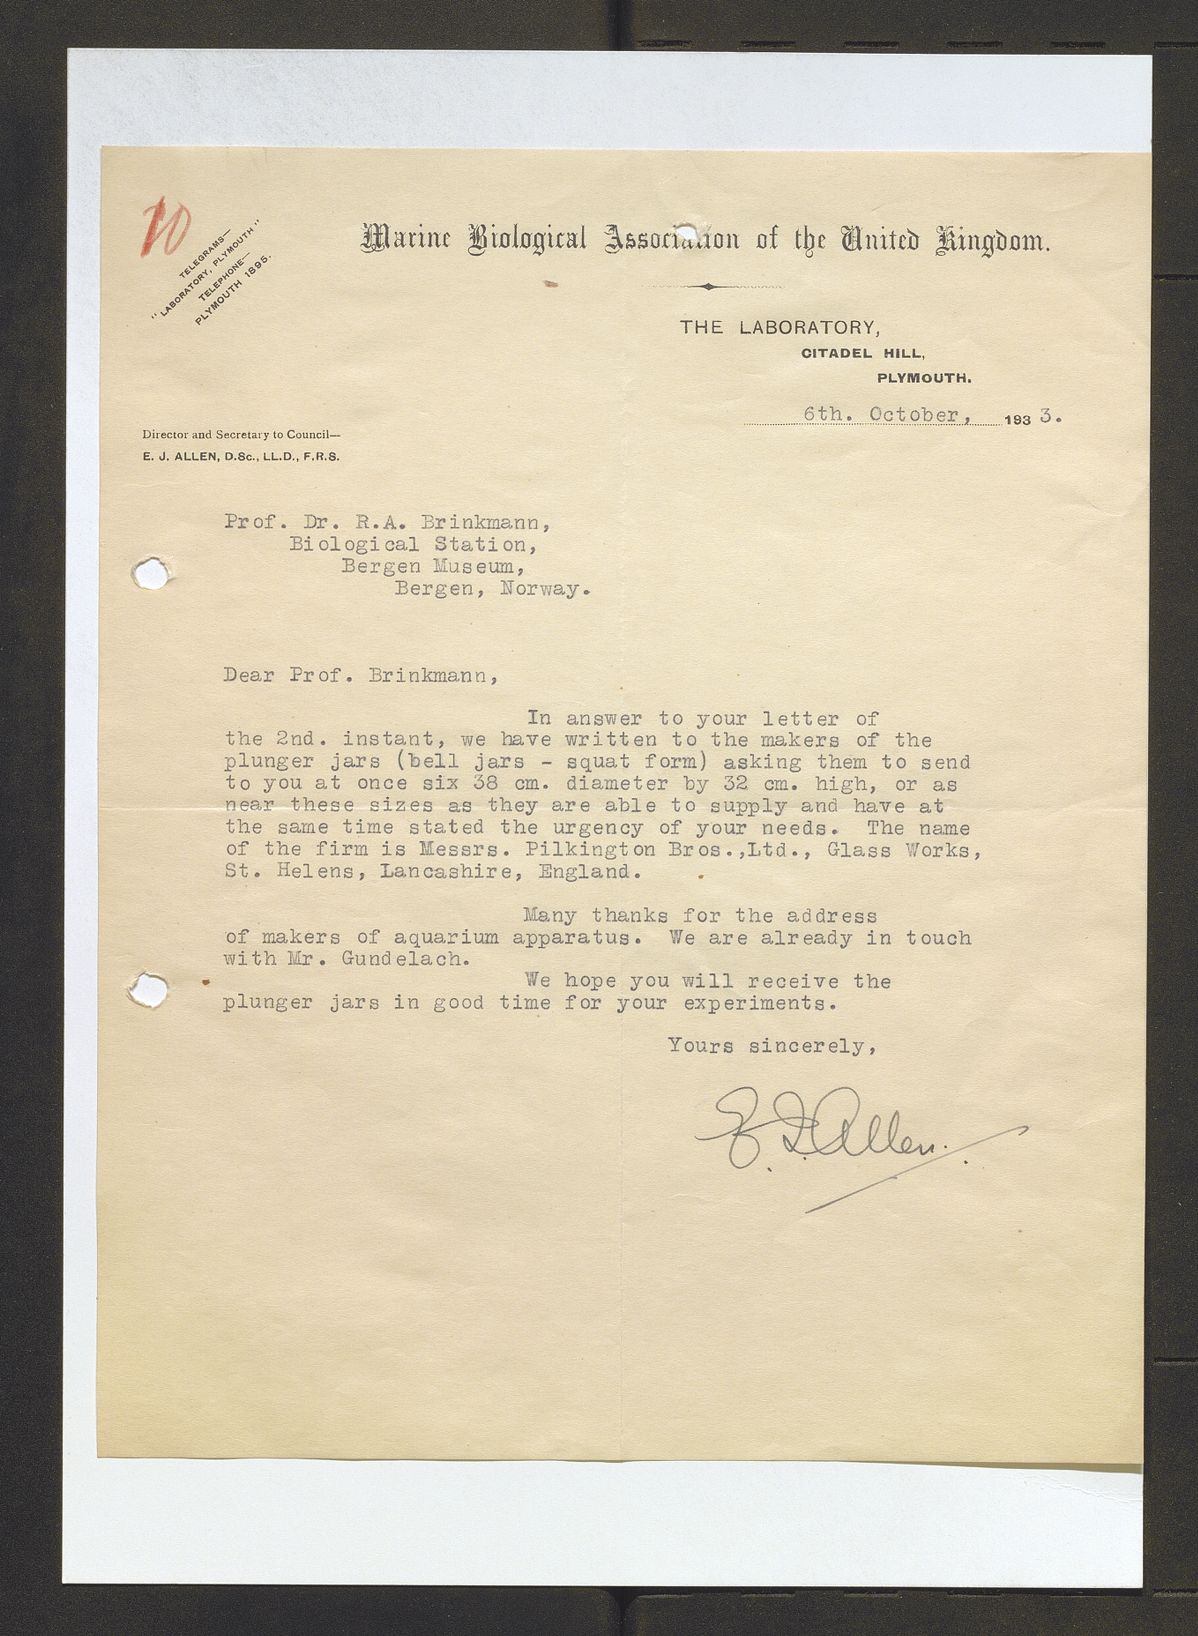 10
TELEGRAMS—
"LABORATORY, PLYMOUTH"
TELEPHONE—
PLYMOUTH 1895.
Marine Biological Association of the United Kingdom.
THE LABORATORY,
CITADEL HILL,
PLYMOUTH.
6th. October, 1933.
Director and Secretary to Council—
E. J. ALLEN, D.Sc., LL.D., F.R.S.
Prof. Dr. R.A. Brinkmann,
Biological Station,
Bergen Museum,
Bergen, Norway.
Dear Prof. Brinkmann,
In answer to your letter of
the 2nd. instant, we have written to the makers of the
plunger jars (bell jars - squat form) asking them to send
to you at once six 38 cm. diameter by 32 cm. high, or as
near these sizes as they are able to supply and have at
the same time stated the urgency of your needs. The name
of the firm is Messrs. Pilkington Bros.,Ltd., Glass Works,
St. Helens, Lancashire, England.
Many thanks for the address
of makers of aquarium apparatus. We are already in touch
with Mr. Gundelach.
We hope you will receive the
plunger jars in good time for your experiments.
Yours sincerely,
E. J. Allen.